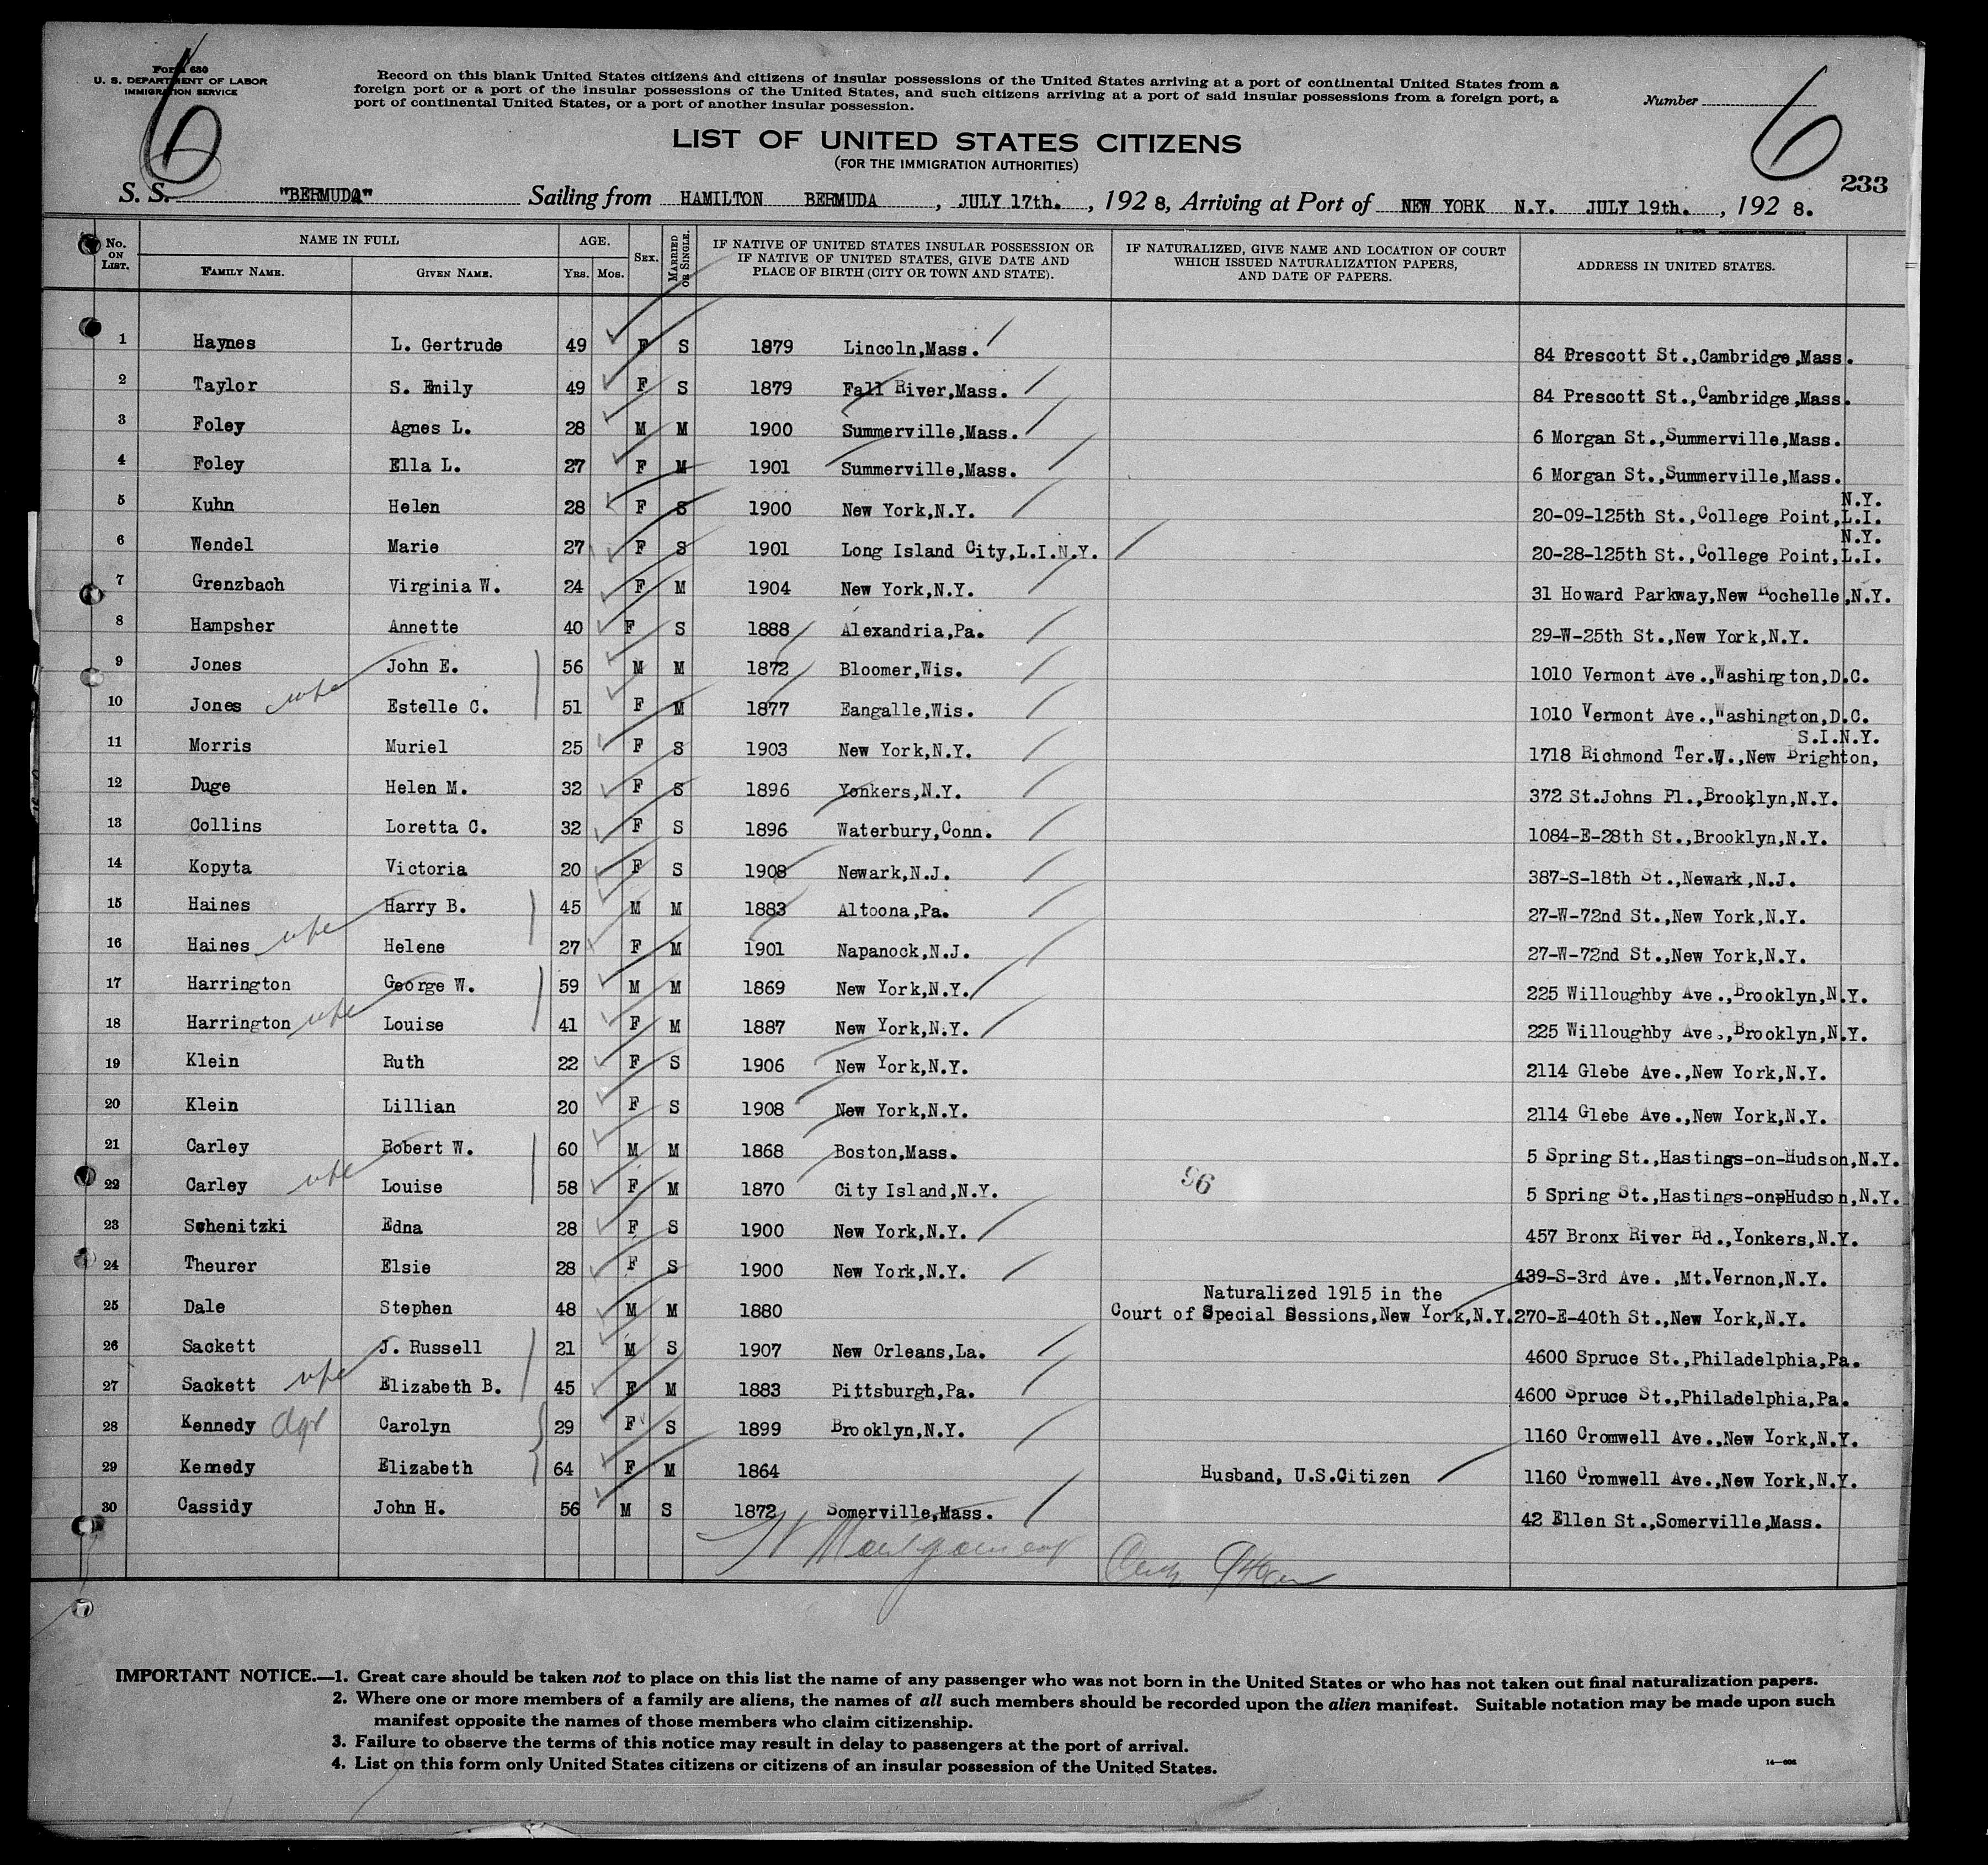 Form 630
U. S. DEPARTMENT OF LABOR
IMMIGRATION SERVICE
6
Record on this blank United States citizens and citizens of insular possessions of the United States arriving at a port of continental United States from a
foreign port or a port of the insular possessions of the United States, and such citizens arriving at a port of said insular possessions from a foreign port, a
port of continental United States, or a port of another insular possession.
Number
6
LIST OF UNITED STATES CITIZENS
(FOR THE IMMIGRATION AUTHORITIES)
233
S. S. "BERMUDA" Sailing from HAMILTON BERMUDA, JULY 17th., 1928, Arriving at Port of NEW YORK N.Y. JULY 19th., 1928.
No. ON LIST. NAME IN FULL FAMILY NAME. GIVEN NAME. AGE. YRS. MOS. SEX. MARRIED OR SINGLE. IF NATIVE OF UNITED STATES INSULAR POSSESSION OR IF NATIVE OF UNITED STATES, GIVE DATE AND PLACE OF BIRTH (CITY OR TOWN AND STATE). IF NATURALIZED, GIVE NAME AND LOCATION OF COURT WHICH ISSUED NATURALIZATION PAPERS, AND DATE OF PAPERS. ADDRESS IN UNITED STATES.
1 Haynes L. Gertrude 49 F S 1879 Lincoln,Mass. 84 Prescott St.,Cambridge,Mass.
2 Taylor S. Emily 49 F S 1879 Fall River,Mass. 84 Prescott St.,Cambridge,Mass.
3 Foley Agnes L. 28 M M 1900 Summerville,Mass. 6 Morgan St.,Summerville,Mass.
4 Foley Ella L. 27 F M 1901 Summerville,Mass. 6 Morgan St.,Summerville,Mass.
5 Kuhn Helen 28 F S 1900 New York,N.Y. 20-09-125th St.,College Point,L.I. N.Y.
6 Wendel Marie 27 F S 1901 Long Island City,L.I.N.Y. 20-28-125th St.,College Point,L.I. N.Y.
7 Grenzbach Virginia W. 24 F M 1904 New York,N.Y. 31 Howard Parkway,New Rochelle,N.Y.
8 Hampsher Annette 40 F S 1888 Alexandria,Pa. 29-W-25th St.,New York,N.Y.
9 Jones John E. 56 M M 1872 Bloomer,Wis. 1010 Vermont Ave.,Washington,D.C.
10 Jones wfe Estelle C. 51 F M 1877 Eangalle,Wis. 1010 Vermont Ave.,Washington,D.C.
11 Morris Muriel 25 F S 1903 New York,N.Y. 1718 Richmond Ter.W.,New Brighton, S.I.N.Y.
12 Duge Helen M. 32 F S 1896 Yonkers,N.Y. 372 St.Johns Pl.,Brooklyn,N.Y.
13 Collins Loretta C. 32 F S 1896 Waterbury,Conn. 1084-E-28th St.,Brooklyn,N.Y.
14 Kopyta Victoria 20 F S 1908 Newark,N.J. 387-S-18th St.,Newark,N.J.
15 Haines Harry B. 45 M M 1883 Altoona,Pa. 27-W-72nd St.,New York,N.Y.
16 Haines wfe Helene 27 F M 1901 Napanock,N.J. 27-W-72nd St.,New York,N.Y.
17 Harrington George W. 59 M M 1869 New York,N.Y. 225 Willoughby Ave.,Brooklyn,N.Y.
18 Harrington wfe Louise 41 F M 1887 New York,N.Y. 225 Willoughby Ave.,Brooklyn,N.Y.
19 Klein Ruth 22 F S 1906 New York,N.Y. 2114 Glebe Ave.,New York,N.Y.
20 Klein Lillian 20 F S 1908 New York,N.Y. 2114 Glebe Ave.,New York,N.Y.
21 Carley Robert W. 60 M M 1868 Boston,Mass. 5 Spring St.,Hastings-on-Hudson,N.Y.
22 Carley wfe Louise 58 F M 1870 City Island,N.Y. 96 5 Spring St.,Hastings-onpHudson,N.Y.
23 Schenitzki Edna 28 F S 1900 New York,N.Y. 457 Bronx River Rd.,Yonkers,N.Y.
24 Theurer Elsie 28 F S 1900 New York,N.Y. 439-S-3rd Ave. ,Mt.Vernon,N.Y.
25 Dale Stephen 48 M M 1880 Naturalized 1915 in the Court of Special Sessions,New York,N.Y. 270-E-40th St.,New York,N.Y.
26 Sackett J. Russell 21 M S 1907 New Orleans,La. 4600 Spruce St.,Philadelphia,Pa.
27 Sackett wfe Elizabeth B. 45 F M 1883 Pittsburgh,Pa. 4600 Spruce St.,Philadelphia,Pa.
28 Kennedy dgr Carolyn 29 F S 1899 Brooklyn,N.Y. 1160 Cromwell Ave.,New York,N.Y.
29 Kennedy Elizabeth 64 F M 1864 Husband, U.S.Citizen 1160 Cromwell Ave.,New York,N.Y.
30 Cassidy John H. 56 M S 1872 Somerville,Mass. 42 Ellen St.,Somerville,Mass.
IMPORTANT NOTICE.—1. Great care should be taken not to place on this list the name of any passenger who was not born in the United States or who has not taken out final naturalization papers.
2. Where one or more members of a family are aliens, the names of all such members should be recorded upon the alien manifest. Suitable notation may be made upon such
manifest opposite the names of those members who claim citizenship.
3. Failure to observe the terms of this notice may result in delay to passengers at the port of arrival.
4. List on this form only United States citizens or citizens of an insular possession of the United States.